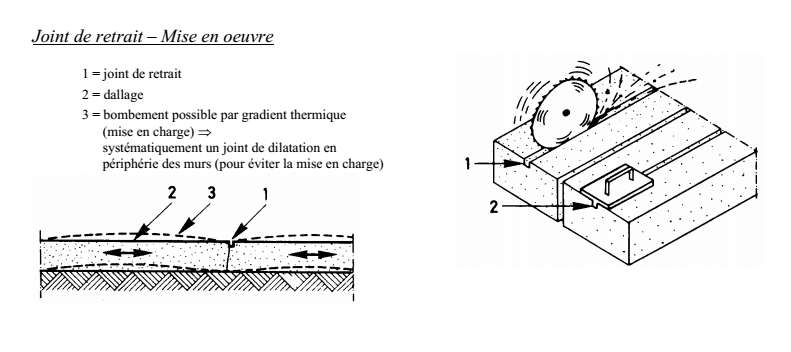 Joint de retrait – Mise en oeuvre
1 = joint de retrait
2 = dallage
3 = bombement possible par gradient thermique
(mise en charge) ⇒
systématiquement un joint de dilatation en
périphérie des murs (pour éviter la mise en charge)
2 3 1
1
2